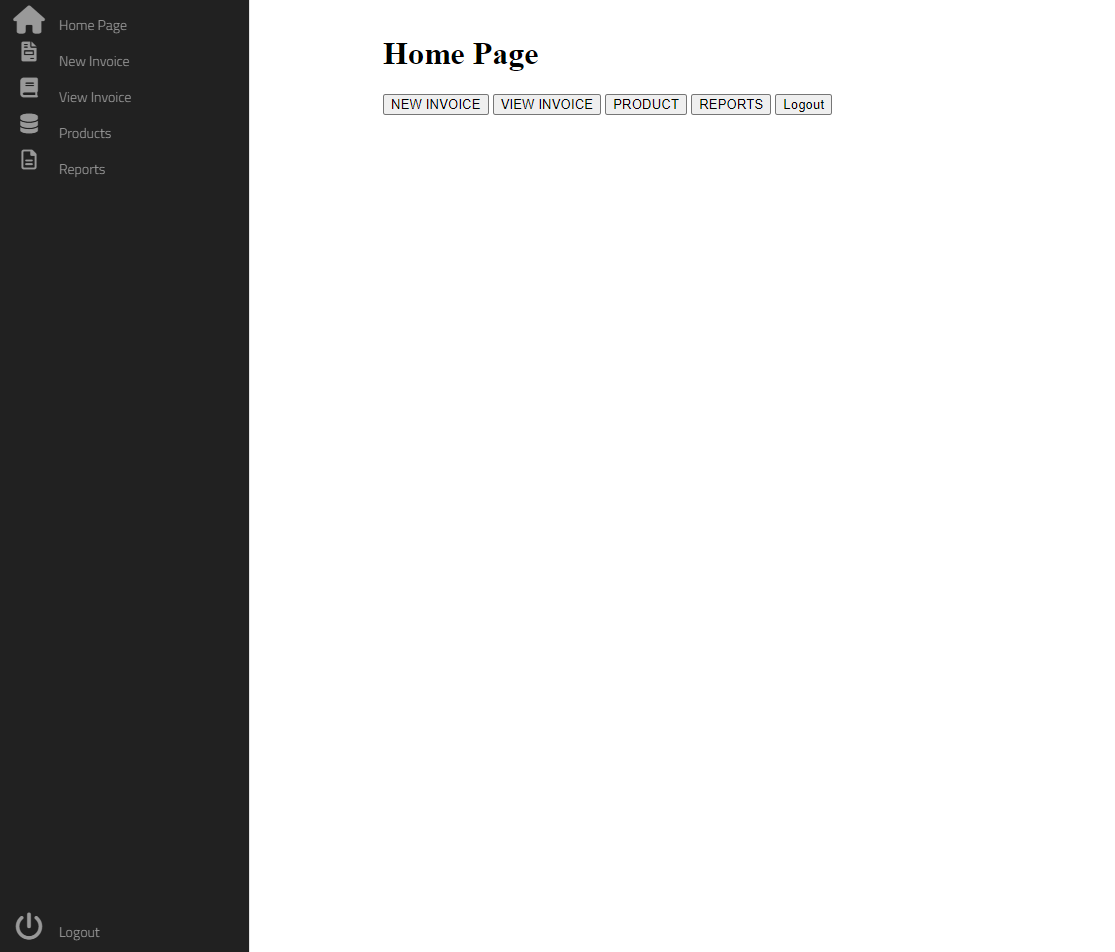 Home Page
New Invoice
View Invoice
Products
Reports
Logout
Home Page
NEW INVOICE VIEW INVOICE PRODUCT REPORTS Logout